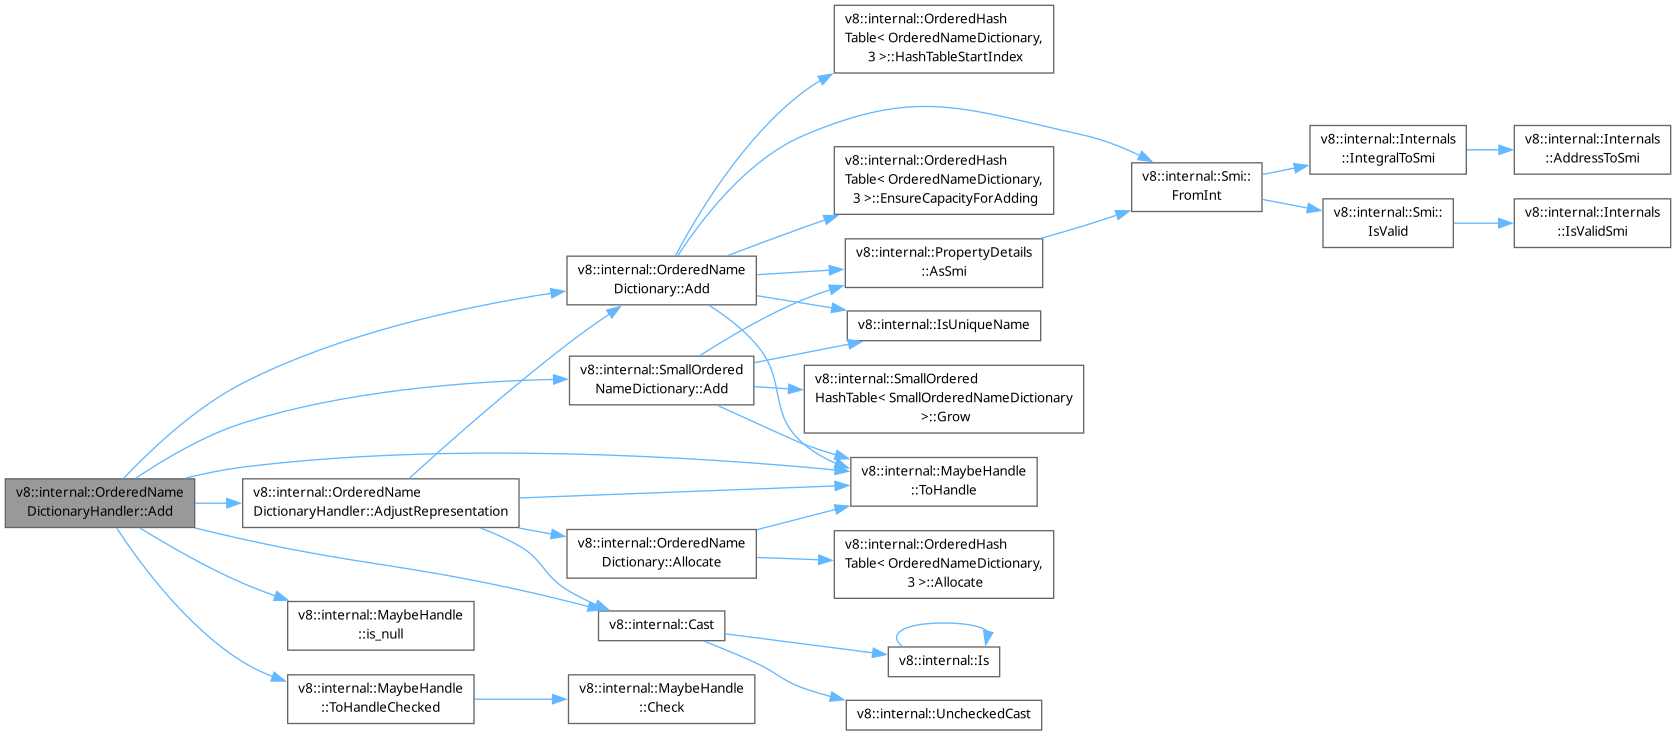 v8::internal::OrderedHash
Table< OrderedNameDictionary,
3 >::HashTableStartIndex
v8::internal::Internals
::IntegralToSmi
v8::internal::Internals
::AddressToSmi
v8::internal::OrderedHash
Table< OrderedNameDictionary,
3 >::EnsureCapacityForAdding
v8::internal::Smi::
FromInt
v8::internal::Smi::
IsValid
v8::internal::Internals
::IsValidSmi
v8::internal::OrderedName
Dictionary::Add
v8::internal::PropertyDetails
::AsSmi
v8::internal::IsUniqueName
v8::internal::SmallOrdered
NameDictionary::Add
v8::internal::SmallOrdered
HashTable< SmallOrderedNameDictionary
>::Grow
v8::internal::MaybeHandle
::ToHandle
v8::internal::OrderedName
DictionaryHandler::Add
v8::internal::OrderedName
DictionaryHandler::AdjustRepresentation
v8::internal::OrderedName
Dictionary::Allocate
v8::internal::OrderedHash
Table< OrderedNameDictionary,
3 >::Allocate
v8::internal::MaybeHandle
::is_null
v8::internal::Cast
v8::internal::Is
v8::internal::MaybeHandle
::ToHandleChecked
v8::internal::MaybeHandle
::Check
v8::internal::UncheckedCast